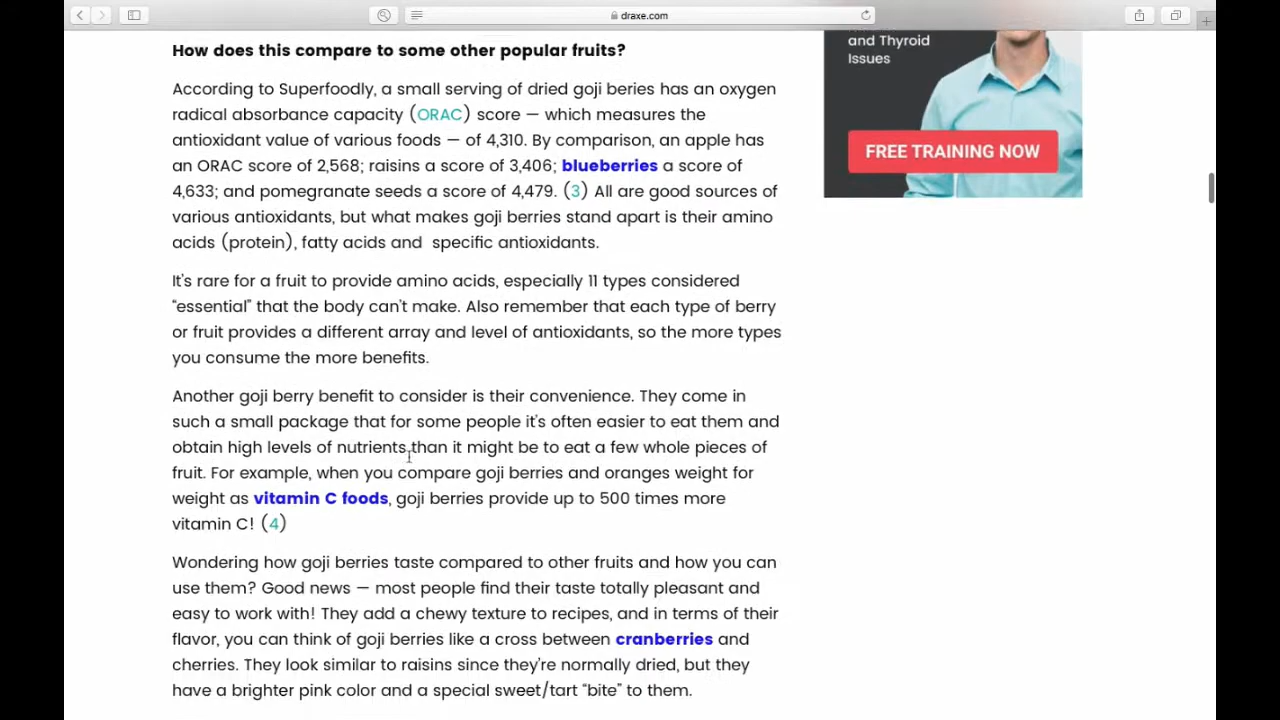 draxe.com
and Thyroid
Issues
FREE TRAINING NOW
How does this compare to some other popular fruits?
According to Superfoodly, a small serving of dried goji beries has an oxygen
radical absorbance capacity (ORAC) score — which measures the
antioxidant value of various foods — of 4,310. By comparison, an apple has
an ORAC score of 2,568; raisins a score of 3,406; blueberries a score of
4,633; and pomegranate seeds a score of 4,479. (3) All are good sources of
various antioxidants, but what makes goji berries stand apart is their amino
acids (protein), fatty acids and specific antioxidants.
It's rare for a fruit to provide amino acids, especially 11 types considered
“essential” that the body can't make. Also remember that each type of berry
or fruit provides a different array and level of antioxidants, so the more types
you consume the more benefits.
Another goji berry benefit to consider is their convenience. They come in
such a small package that for some people it's often easier to eat them and
obtain high levels of nutrients than it might be to eat a few whole pieces of
fruit. For example, when you compare goji berries and oranges weight for
weight as vitamin C foods, goji berries provide up to 500 times more
vitamin C! (4)
Wondering how goji berries taste compared to other fruits and how you can
use them? Good news — most people find their taste totally pleasant and
easy to work with! They add a chewy texture to recipes, and in terms of their
flavor, you can think of goji berries like a cross between cranberries and
cherries. They look similar to raisins since they're normally dried, but they
have a brighter pink color and a special sweet/tart “bite” to them.